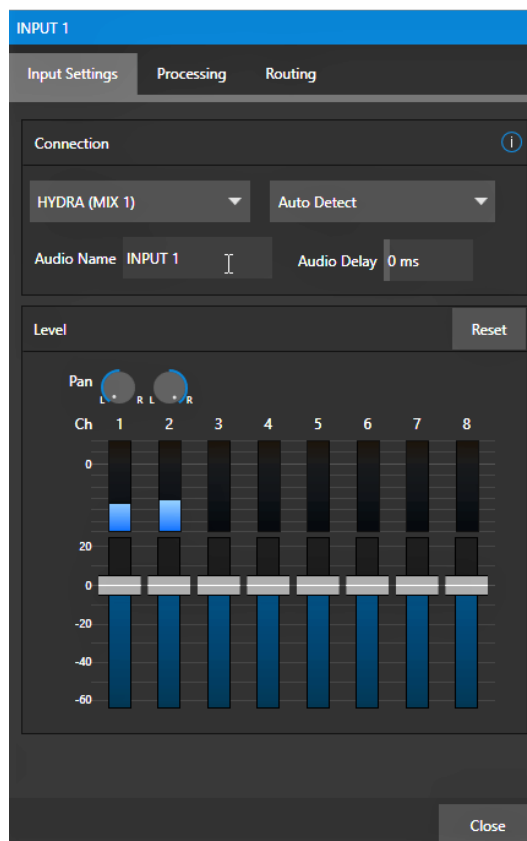 INPUT 1
Input Settings Processing Routing
Connection
HYDRA (MIX 1) Auto Detect
Audio Name INPUT 1 Audio Delay 0 ms
Level Reset
Pan
L R L R
Ch 1 2 3 4 5 6 7 8
0
20
0
-20
-40
-60
Close